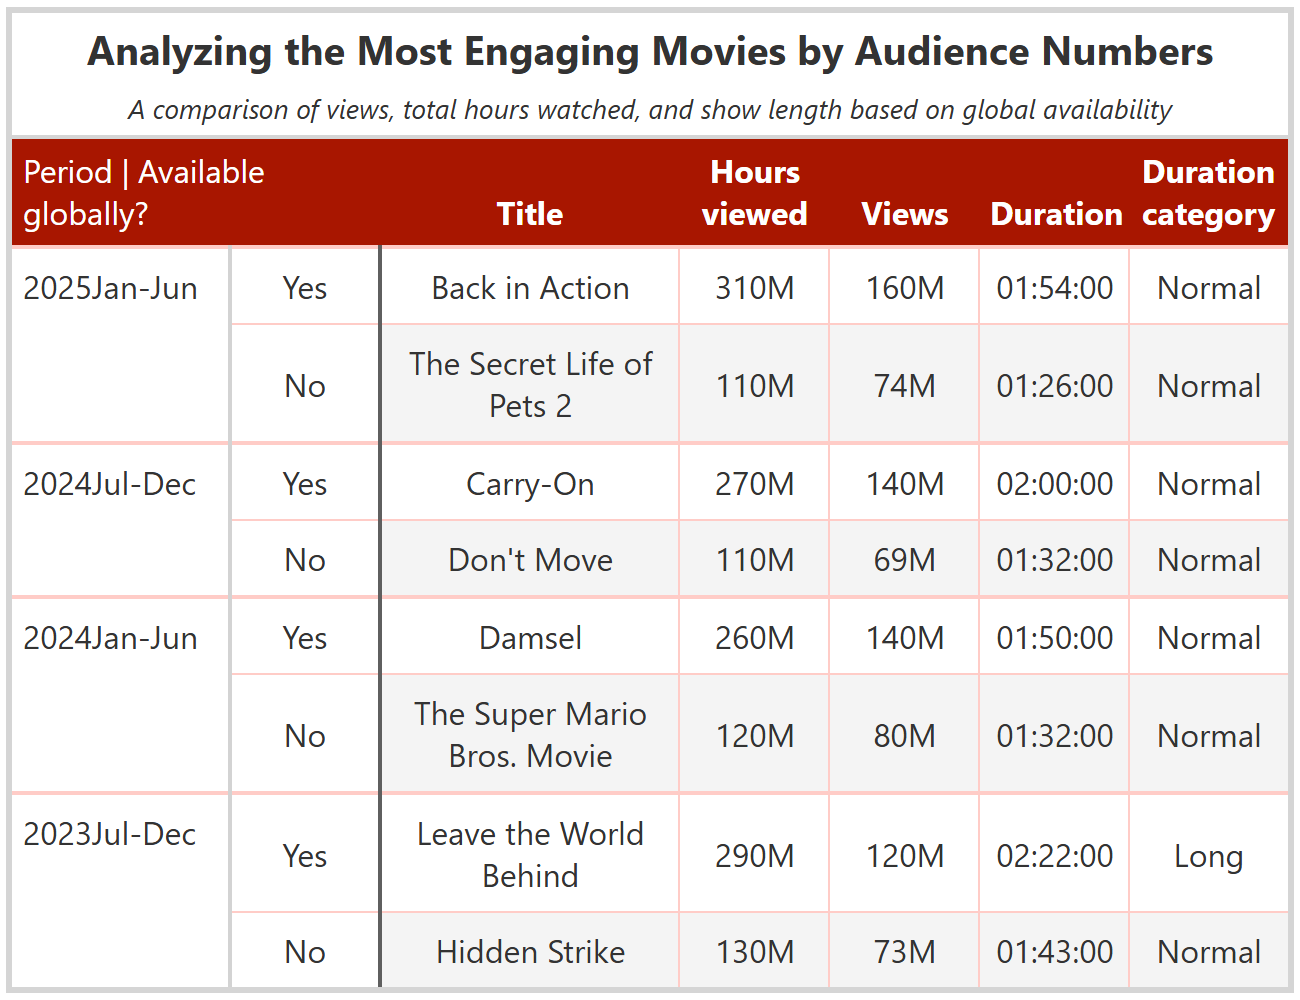 Analyzing the Most Engaging Movies by Audience Numbers
A comparison of views, total hours watched, and show length based on global availability
Period | Available globally? Title Hours viewed Views Duration Duration category
2025Jan-Jun Yes Back in Action 310M 160M 01:54:00 Normal
No The Secret Life of Pets 2 110M 74M 01:26:00 Normal
2024Jul-Dec Yes Carry-On 270M 140M 02:00:00 Normal
No Don't Move 110M 69M 01:32:00 Normal
2024Jan-Jun Yes Damsel 260M 140M 01:50:00 Normal
No The Super Mario Bros. Movie 120M 80M 01:32:00 Normal
2023Jul-Dec Yes Leave the World Behind 290M 120M 02:22:00 Long
No Hidden Strike 130M 73M 01:43:00 Normal